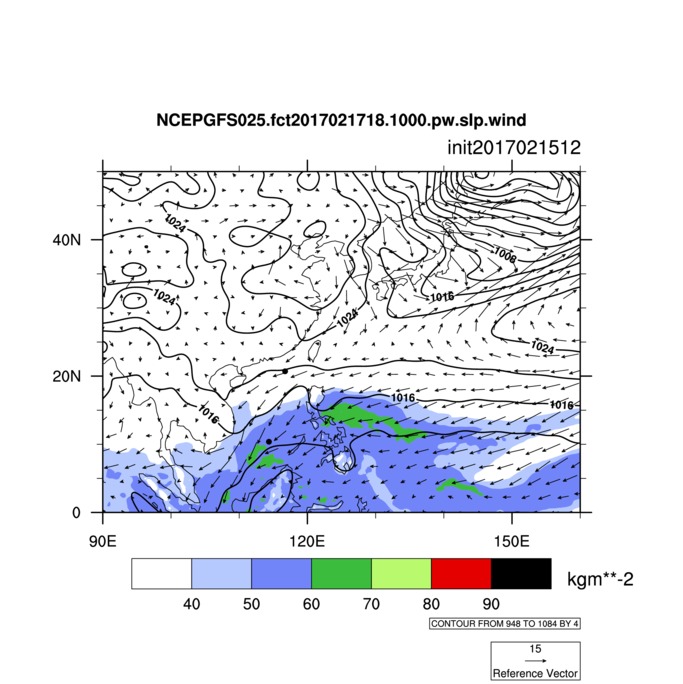 NCEPGFS025.fct2017021718.1000.pw.slp.wind
init2017021512
1024
40N
1008
1024
1016
1024
1024
20N
1016
1016
1016
0
90E 120E 150E
kgm**-2
40 50 60 70 80 90
CONTOUR FROM 948 TO 1084 BY 4
15
Reference Vector